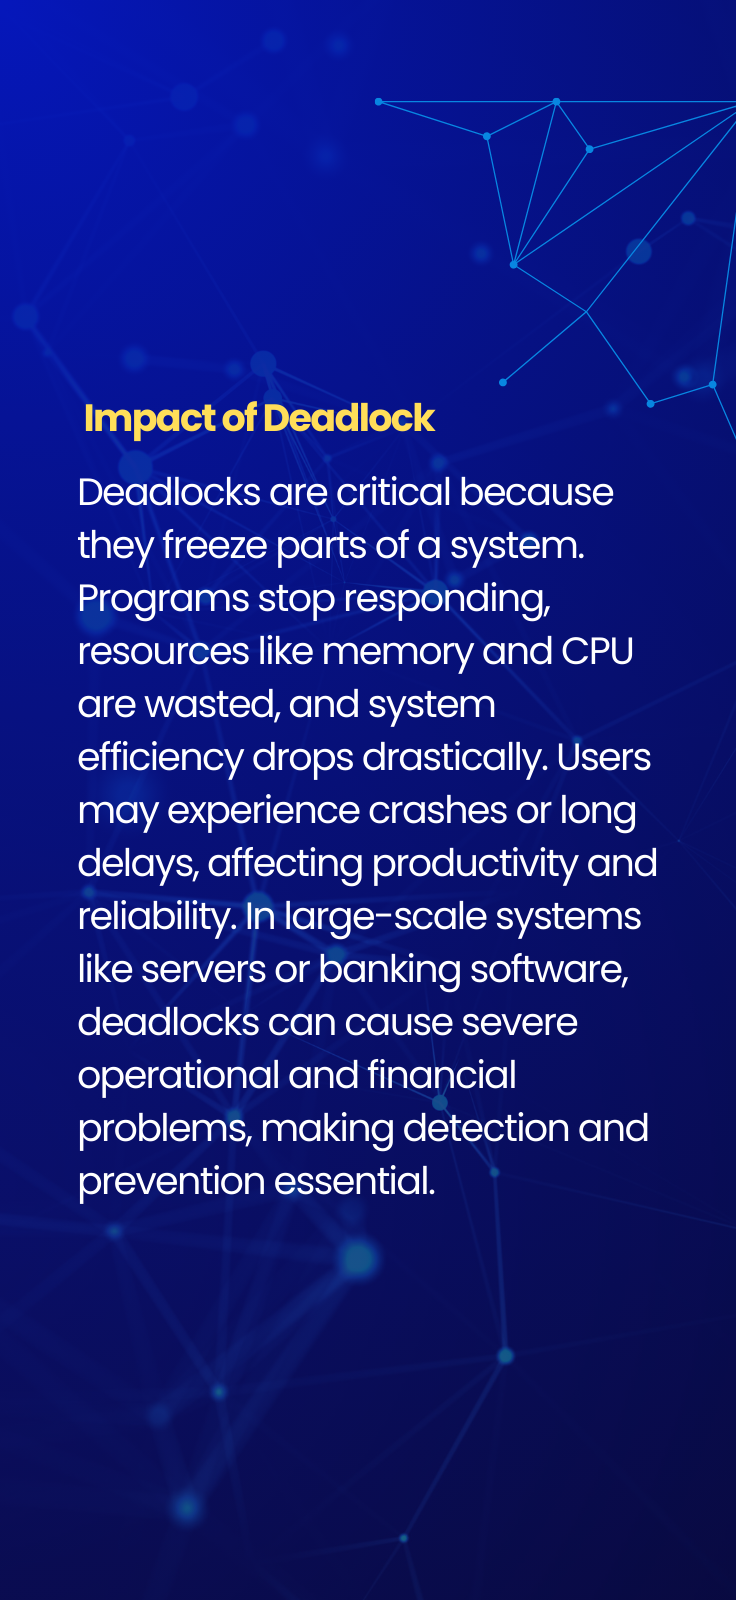 Impact of Deadlock
Deadlocks are critical because
they freeze parts of a system.
Programs stop responding,
resources like memory and CPU
are wasted, and system
efficiency drops drastically. Users
may experience crashes or long
delays, affecting productivity and
reliability. In large-scale systems
like servers or banking software,
deadlocks can cause severe
operational and financial
problems, making detection and
prevention essential.